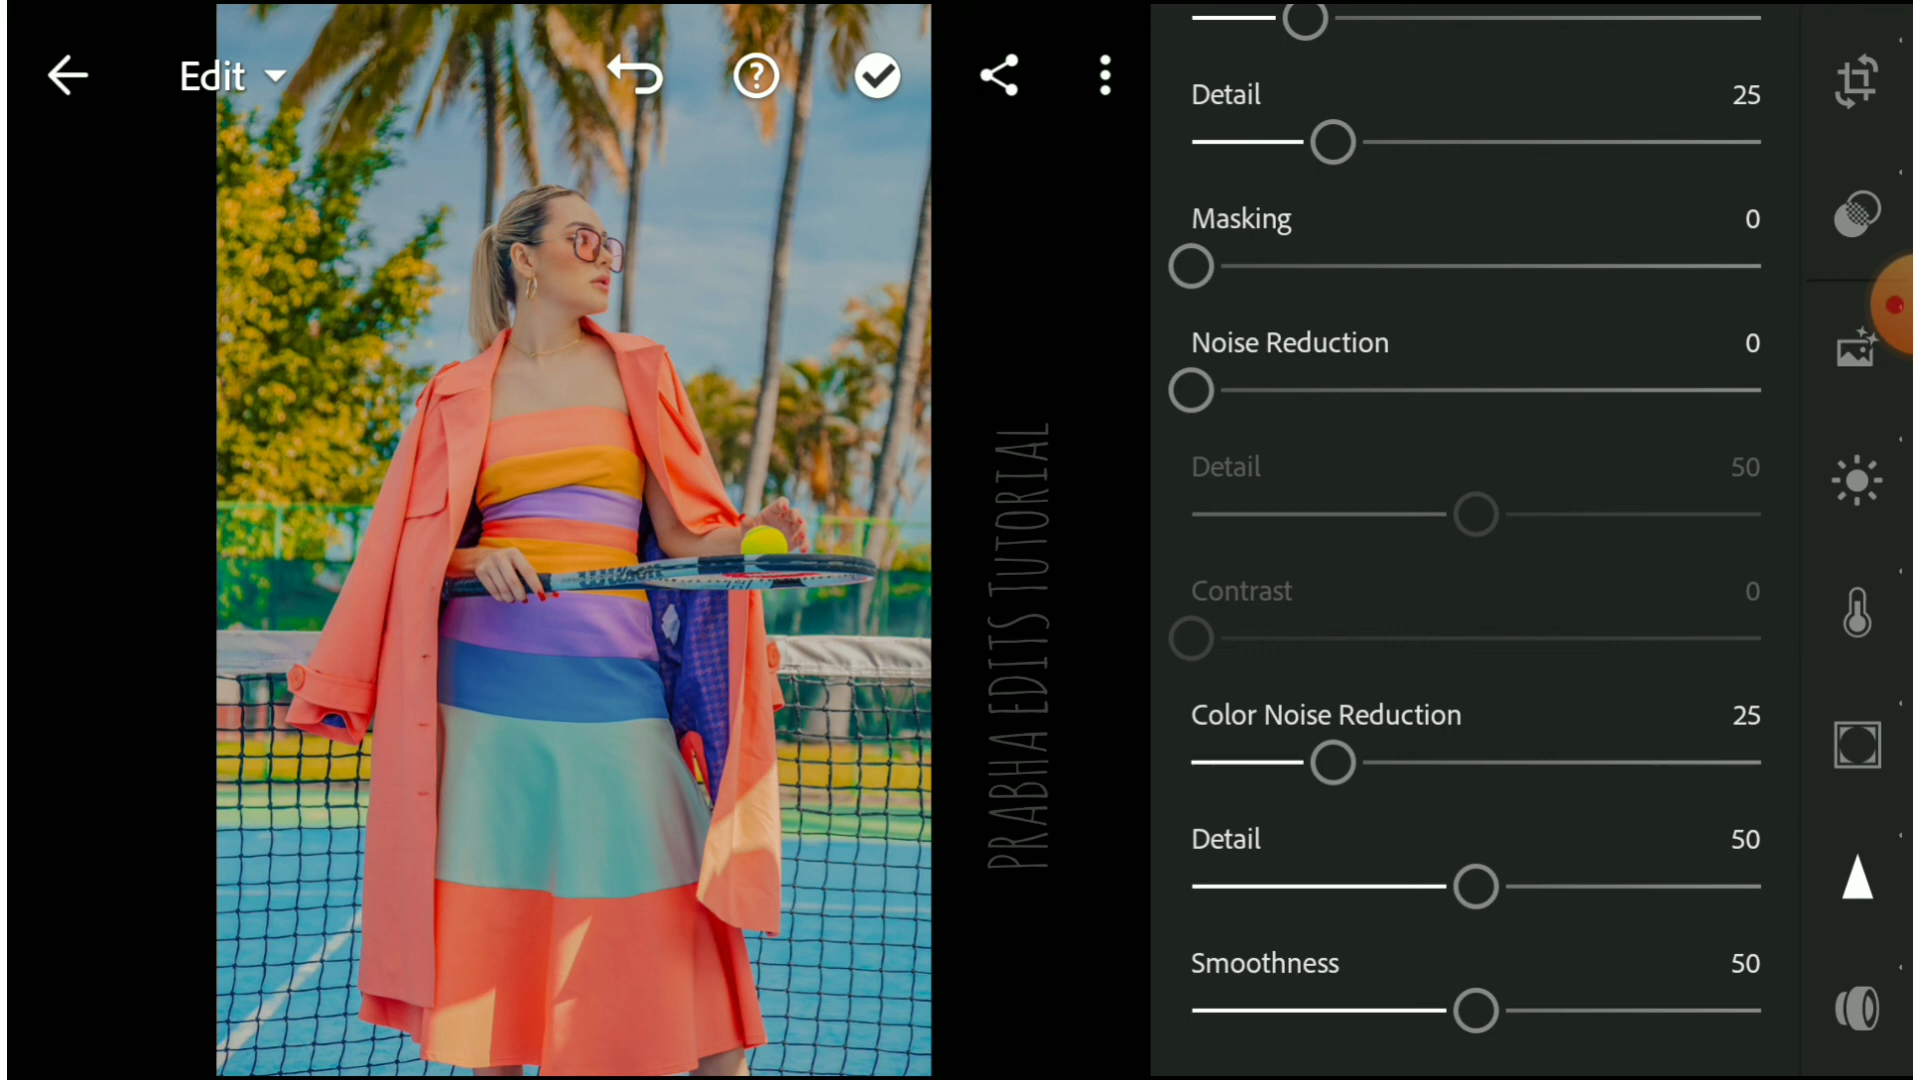 Edit
Detail 25
Masking 0
Noise Reduction 0
Detail 50
Contrast 0
Color Noise Reduction 25
Detail 50
Smoothness 50
PRABHA EDITS TUTORIAL
Wilson